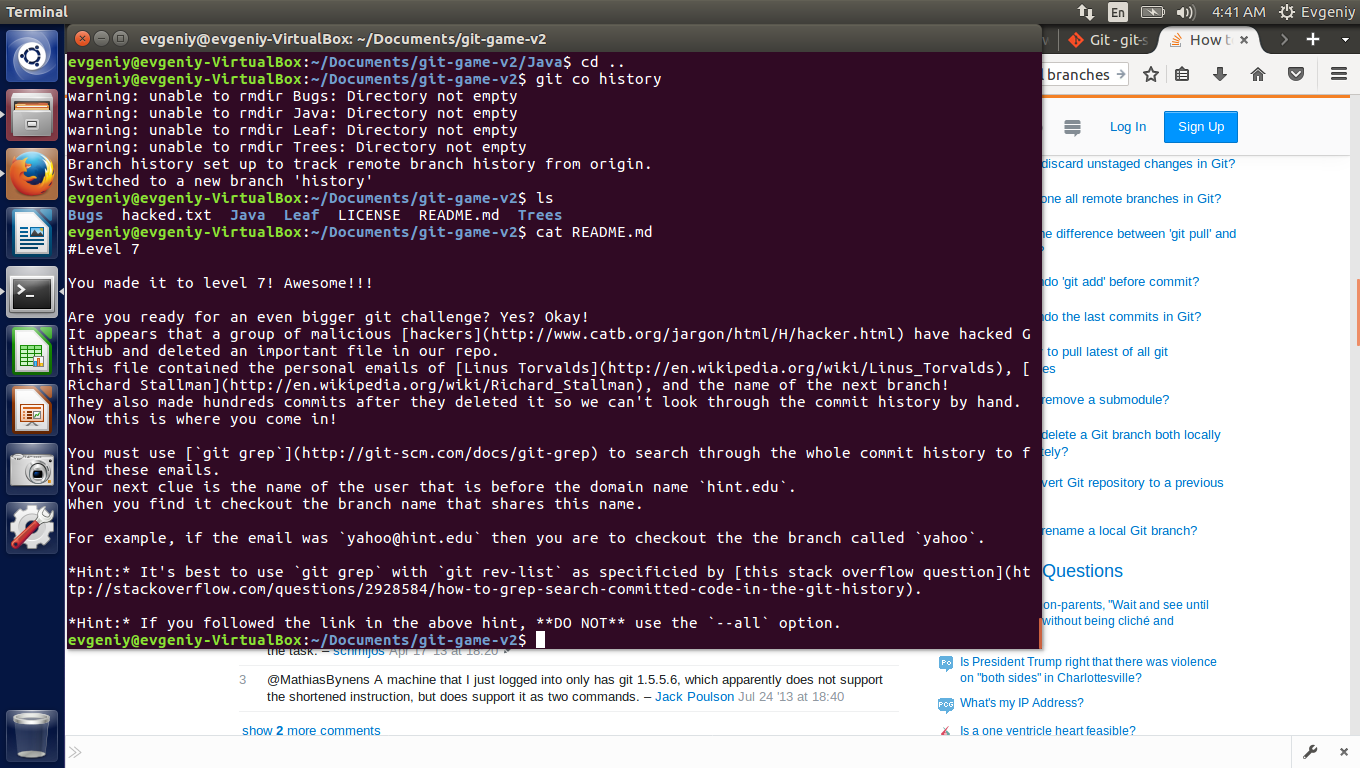 Terminal
En
4:41 AM
Evgeniy
evgeniy@evgeniy-VirtualBox: ~/Documents/git-game-v2
Git - git-s
How t
evgeniy@evgeniy-VirtualBox:~/Documents/git-game-v2/Java$ cd ..
evgeniy@evgeniy-VirtualBox:~/Documents/git-game-v2$ git co history
warning: unable to rmdir Bugs: Directory not empty
warning: unable to rmdir Java: Directory not empty
warning: unable to rmdir Leaf: Directory not empty
warning: unable to rmdir Trees: Directory not empty
Branch history set up to track remote branch history from origin.
Switched to a new branch 'history'
evgeniy@evgeniy-VirtualBox:~/Documents/git-game-v2$ ls
Bugs  hacked.txt  Java  Leaf  LICENSE  README.md  Trees
evgeniy@evgeniy-VirtualBox:~/Documents/git-game-v2$ cat README.md
#Level 7
You made it to level 7! Awesome!!!
Are you ready for an even bigger git challenge? Yes? Okay!
It appears that a group of malicious [hackers](http://www.catb.org/jargon/html/H/hacker.html) have hacked G
itHub and deleted an important file in our repo.
This file contained the personal emails of [Linus Torvalds](http://en.wikipedia.org/wiki/Linus_Torvalds), [
Richard Stallman](http://en.wikipedia.org/wiki/Richard_Stallman), and the name of the next branch!
They also made hundreds commits after they deleted it so we can't look through the commit history by hand.
Now this is where you come in!
You must use [`git grep`](http://git-scm.com/docs/git-grep) to search through the whole commit history to f
ind these emails.
Your next clue is the name of the user that is before the domain name `hint.edu`.
When you find it checkout the branch name that shares this name.
For example, if the email was `yahoo@hint.edu` then you are to checkout the the branch called `yahoo`.
*Hint:* It's best to use `git grep` with `git rev-list` as specificied by [this stack overflow question](ht
tp://stackoverflow.com/questions/2928584/how-to-grep-search-committed-code-in-the-git-history).
*Hint:* If you followed the link in the above hint, **DO NOT** use the `--all` option.
evgeniy@evgeniy-VirtualBox:~/Documents/git-game-v2$
l branches
Log In
Sign Up
discard unstaged changes in Git?
one all remote branches in Git?
he difference between 'git pull' and
ndo 'git add' before commit?
ndo the last commits in Git?
to pull latest of all git
es
remove a submodule?
delete a Git branch both locally
tely?
vert Git repository to a previous
rename a local Git branch?
Questions
on-parents, "Wait and see until
without being cliché and
Is President Trump right that there was violence
on "both sides" in Charlottesville?
What's my IP Address?
Is a one ventricle heart feasible?
the task. – schmijos Apr 17 '13 at 18:20
3
@MathiasBynens A machine that I just logged into only has git 1.5.5.6, which apparently does not support
the shortened instruction, but does support it as two commands. – Jack Poulson Jul 24 '13 at 18:40
show 2 more comments